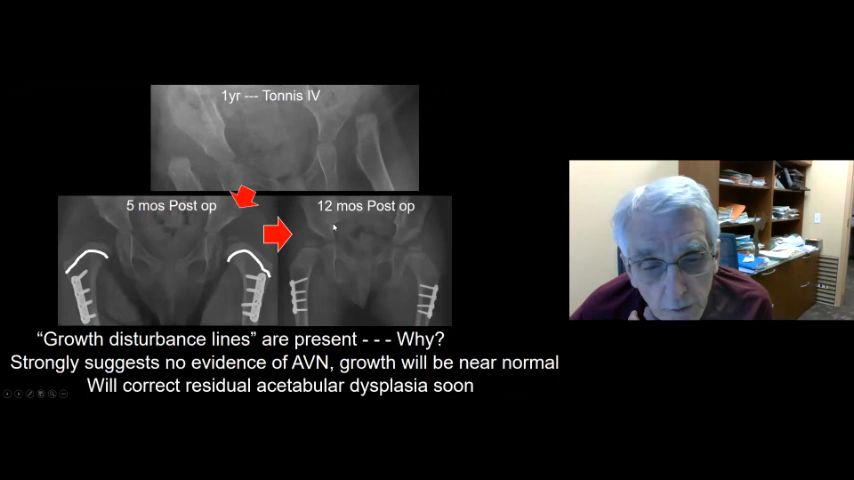 1yr --- Tonnis IV
5 mos Post op
12 mos Post op
“Growth disturbance lines” are present - - - Why?
Strongly suggests no evidence of AVN, growth will be near normal
Will correct residual acetabular dysplasia soon